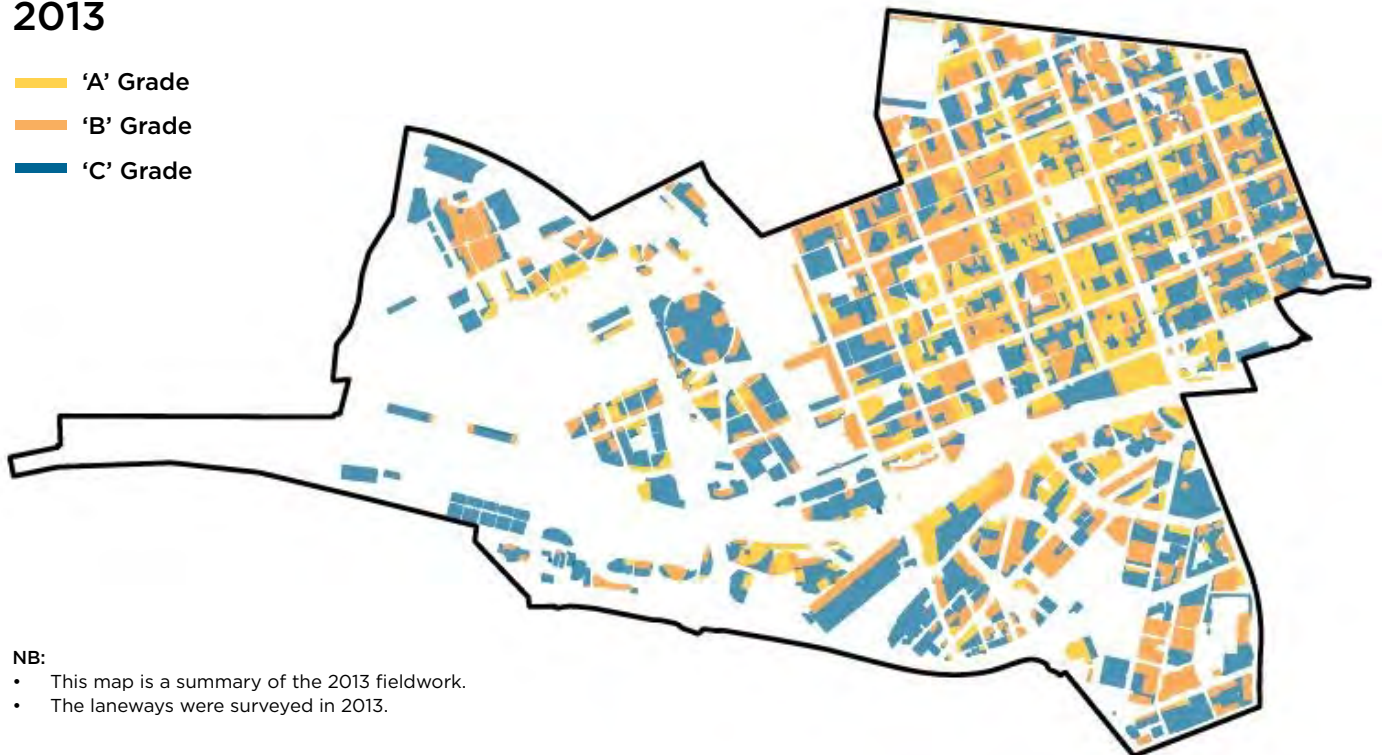 2013
‘A’ Grade
‘B’ Grade
‘C’ Grade
NB:
• This map is a summary of the 2013 fieldwork.
• The laneways were surveyed in 2013.